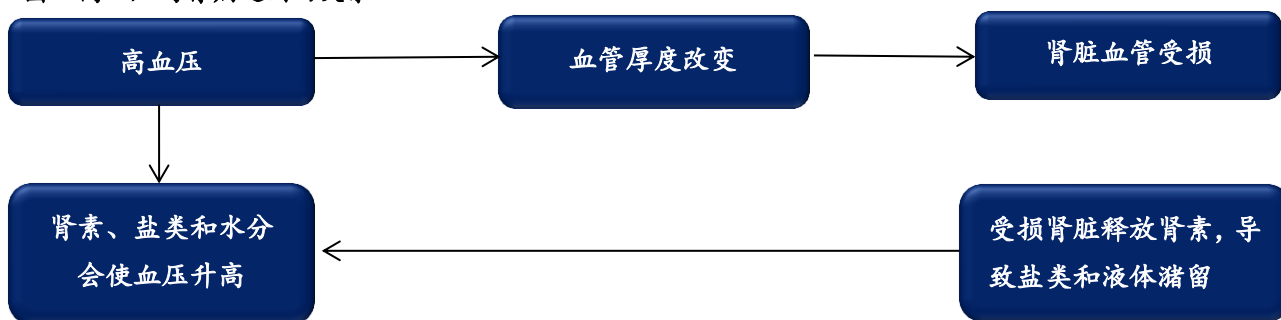 高血压
血管厚度改变
肾脏血管受损
肾素、盐类和水分
会使血压升高
受损肾脏释放肾素，导
致盐类和液体潴留